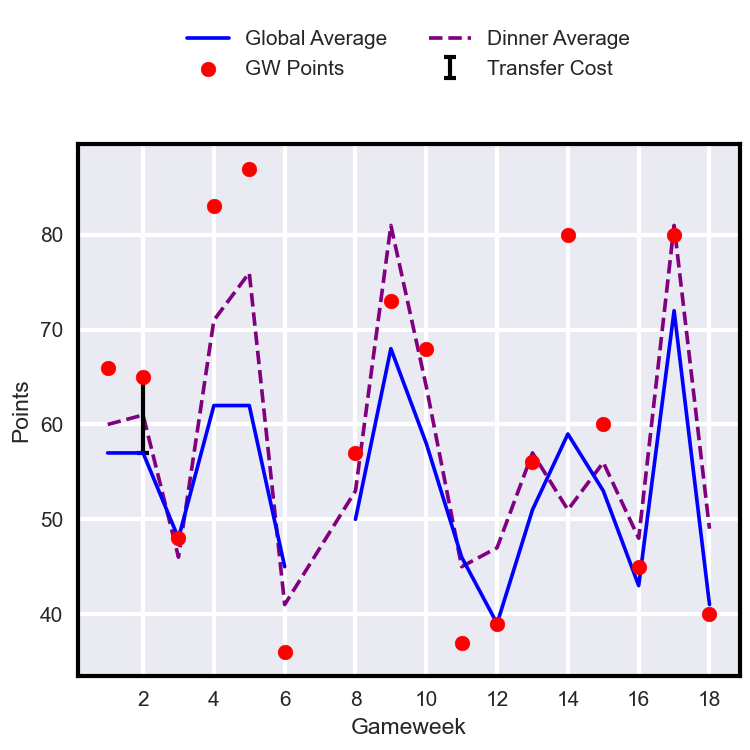 Global Average Dinner Average
GW Points Transfer Cost
80
70
60
50
40
Points
2 4 6 8 10 12 14 16 18
Gameweek